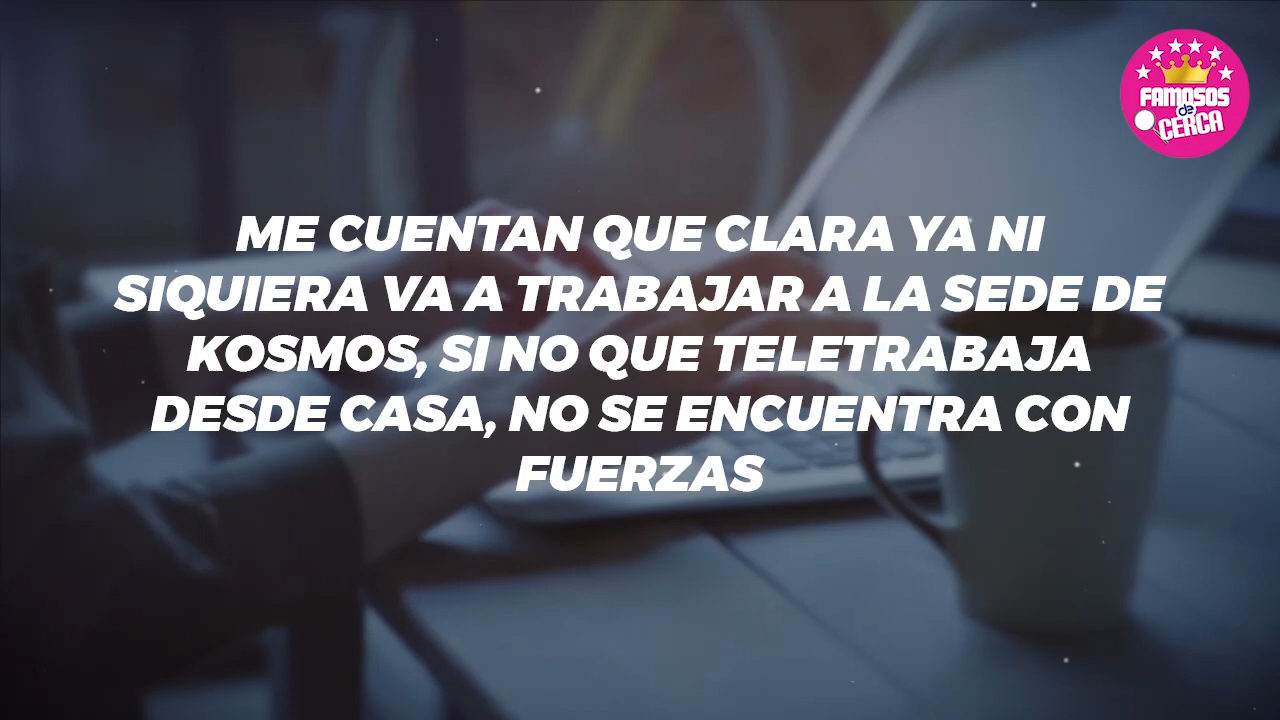 FAMOSOS
de
CERCA
ME CUENTAN QUE CLARA YA NI
SIQUIERA VA A TRABAJAR A LA SEDE DE
KOSMOS, SI NO QUE TELETRABAJA
DESDE CASA, NO SE ENCUENTRA CON
FUERZAS